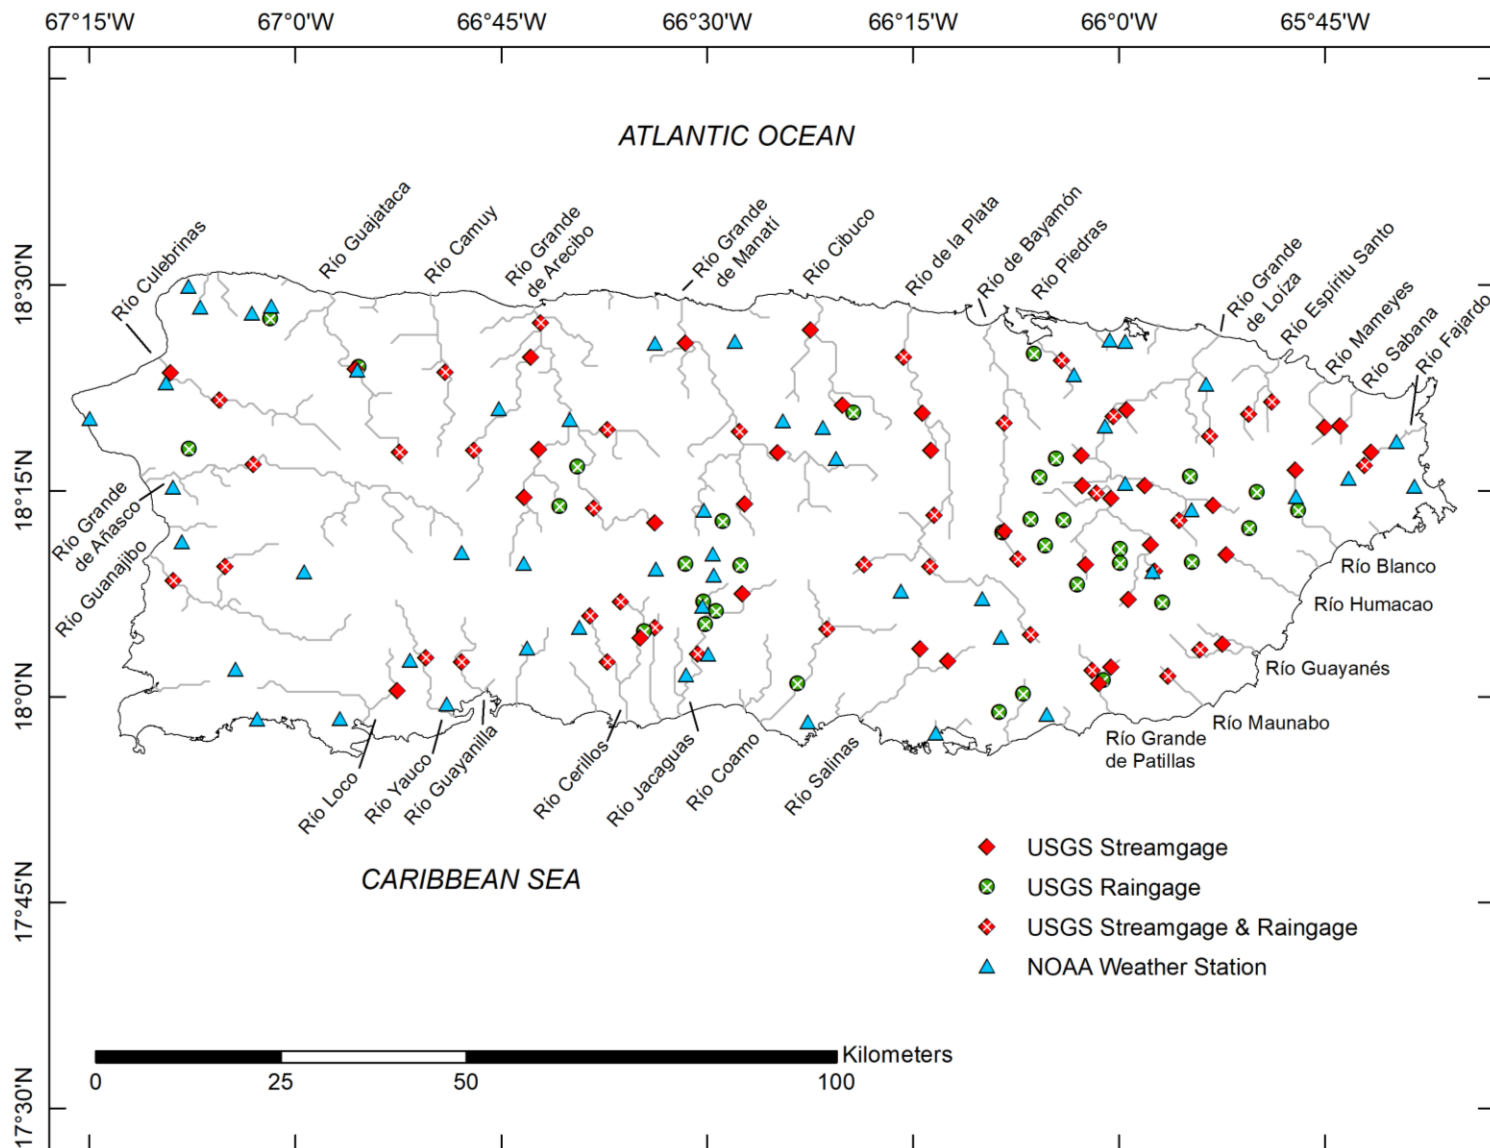 67°15'W
67°0'W
66°45'W
66°30'W
66°15'W
66°0'W
65°45'W
ATLANTIC OCEAN
18°30'N
18°15'N
18°0'N
17°45'N
17°30'N
Río Culebrinas
Río Guajataca
Río Camuy
Río Grande
de Arecibo
Río Grande
de Manatí
Río Cibuco
Río de la Plata
Río de Bayamón
Río Piedras
Río Grande
de Loíza
Río Espíritu Santo
Río Mameyes
Río Sabana
Río Fajardo
Río Grande
de Añasco
Río Guanajibo
Río Blanco
Río Humacao
Río Guayanés
Río Maunabo
Río Grande
de Patillas
Río Loco
Río Yauco
Río Guayanilla
Río Cerillos
Río Jacaguas
Río Coamo
Río Salinas
CARIBBEAN SEA
USGS Streamgage
USGS Raingage
USGS Streamgage & Raingage
NOAA Weather Station
Kilometers
0
25
50
100